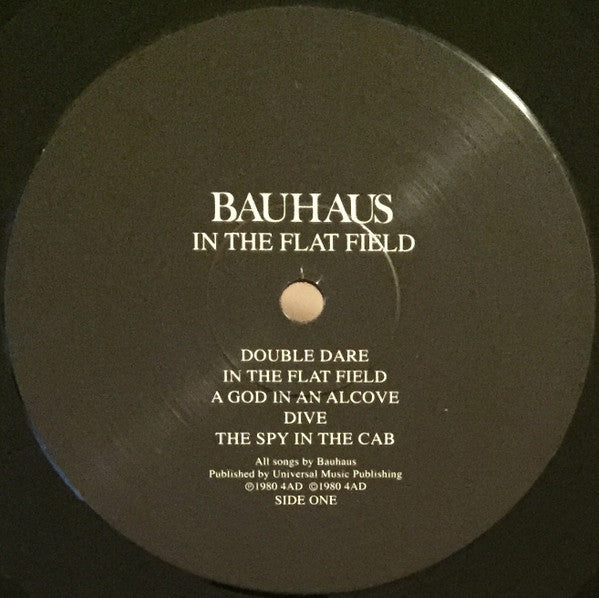 BAUHAUS
IN THE FLAT FIELD
DOUBLE DARE
IN THE FLAT FIELD
A GOD IN AN ALCOVE
DIVE
THE SPY IN THE CAB
All songs by Bauhaus
Published by Universal Music Publishing
℗1980 4AD ©1980 4AD
SIDE ONE